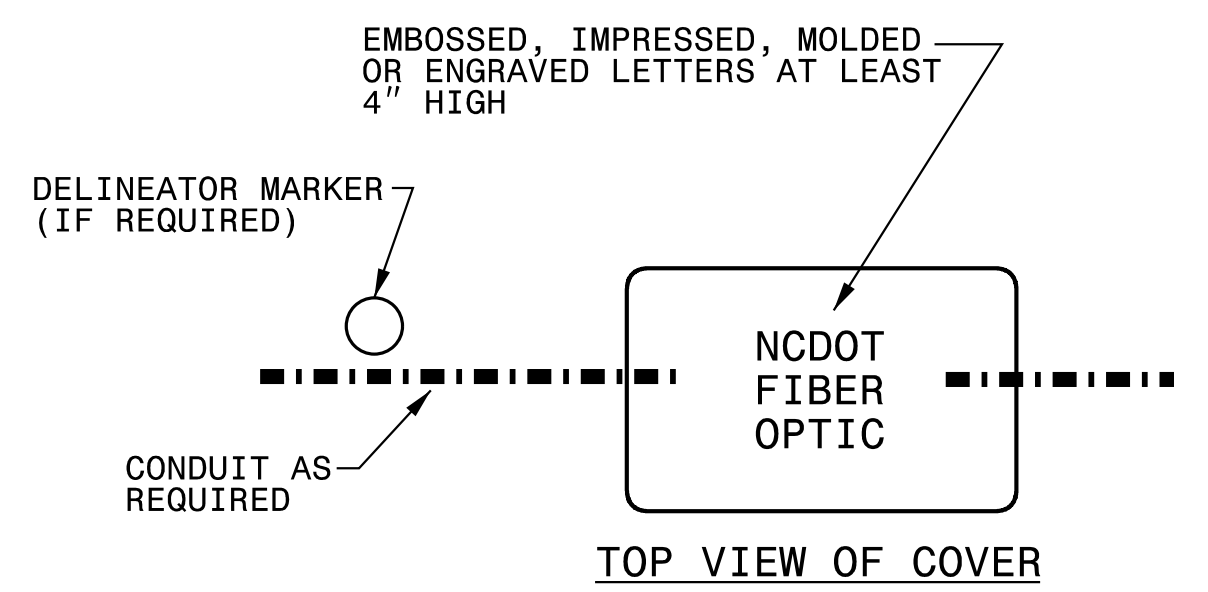 EMBOSSED, IMPRESSED, MOLDED
OR ENGRAVED LETTERS AT LEAST
4" HIGH
DELINEATOR MARKER
(IF REQUIRED)
NCDOT
FIBER
OPTIC
CONDUIT AS
REQUIRED
TOP VIEW OF COVER